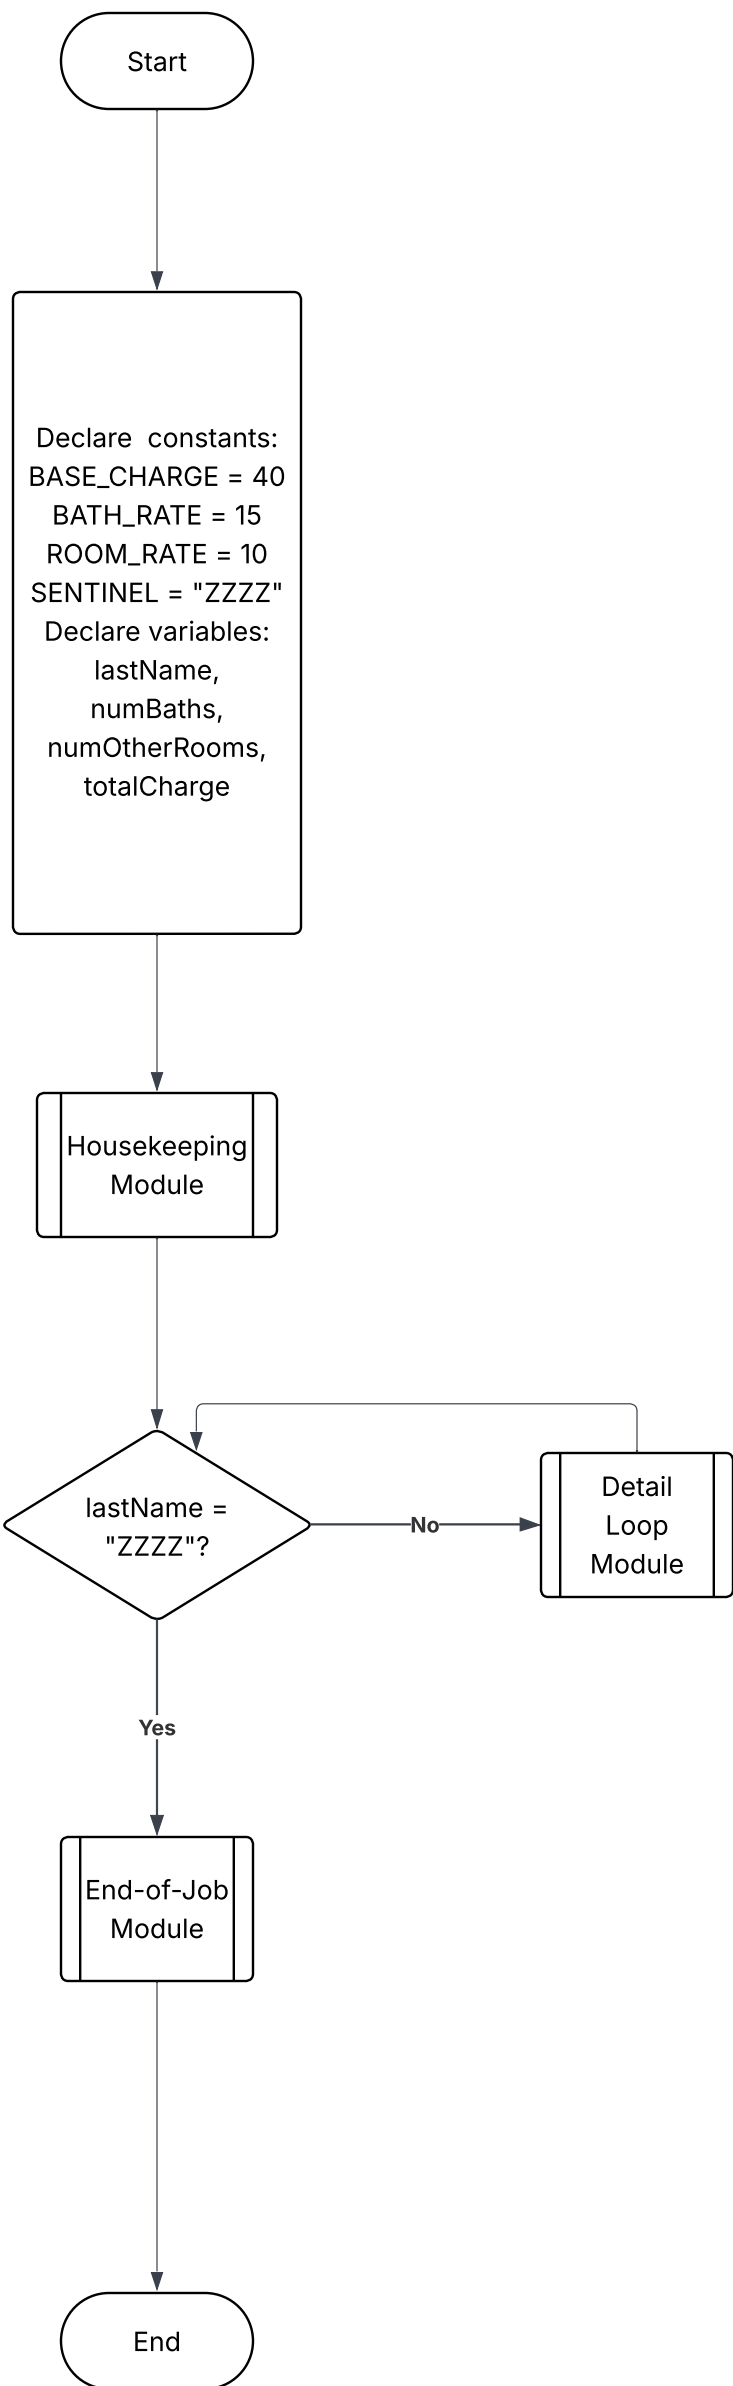 Start
Declare  constants:
BASE_CHARGE = 40
BATH_RATE = 15
ROOM_RATE = 10
SENTINEL = "ZZZZ"
Declare variables:
lastName,
numBaths,
numOtherRooms,
totalCharge
Housekeeping
Module
lastName =
"ZZZZ"?
No
Detail
Loop
Module
Yes
End-of-Job
Module
End